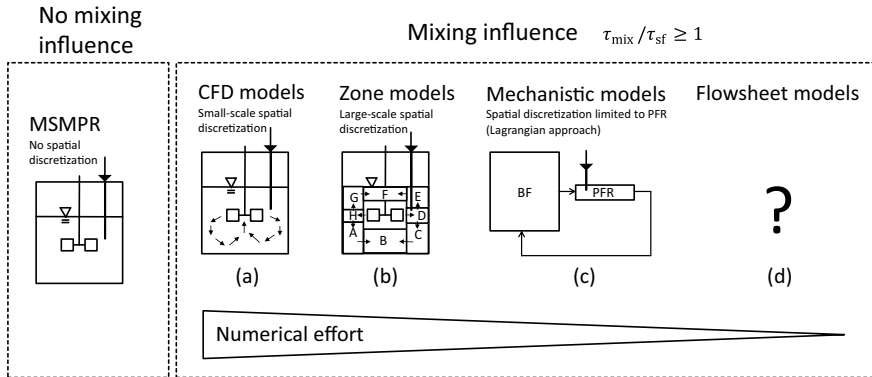 No mixing
influence
Mixing influence τmix/τsf ≥ 1
MSMPR
No spatial
discretization
CFD models
Small-scale spatial
discretization
Zone models
Large-scale spatial
discretization
Mechanistic models
Spatial discretization limited to PFR
(Lagrangian approach)
Flowsheet models
G
F
E
H
D
A
B
C
BF
PFR
?
(a)
(b)
(c)
(d)
Numerical effort